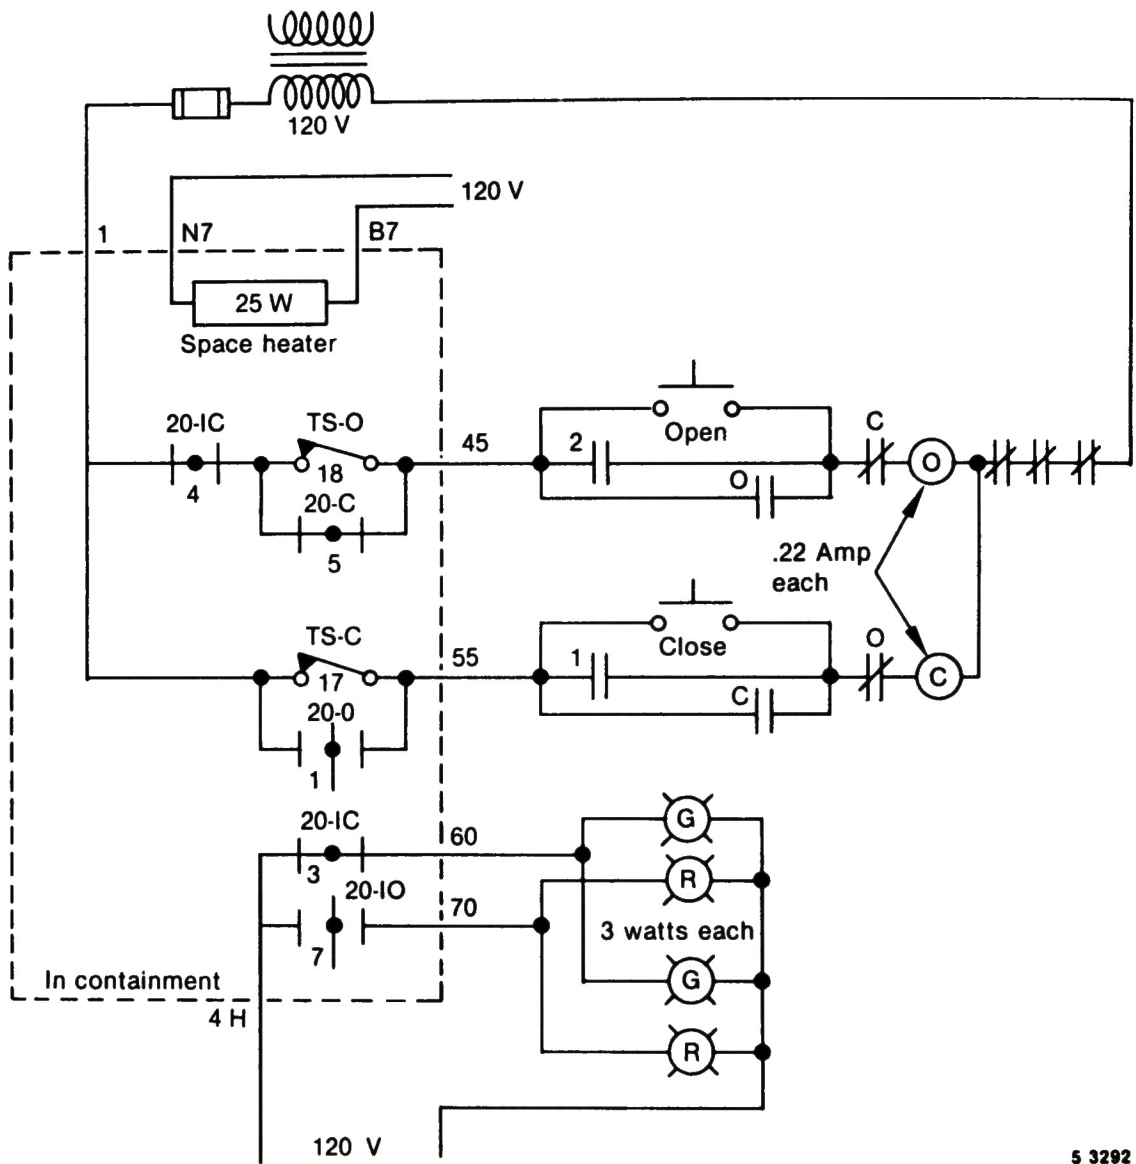 120 V
120 V
1
N7
B7
25 W
Space heater
20-IC
TS-O
45
2
Open
C
O
4
18
O
20-C
5
.22 Amp
each
TS-C
55
1
Close
O
C
17
C
20-0
1
20-IC
60
G
3
20-IO
R
70
3 watts each
7
In containment
G
4 H
R
120 V
5 3292